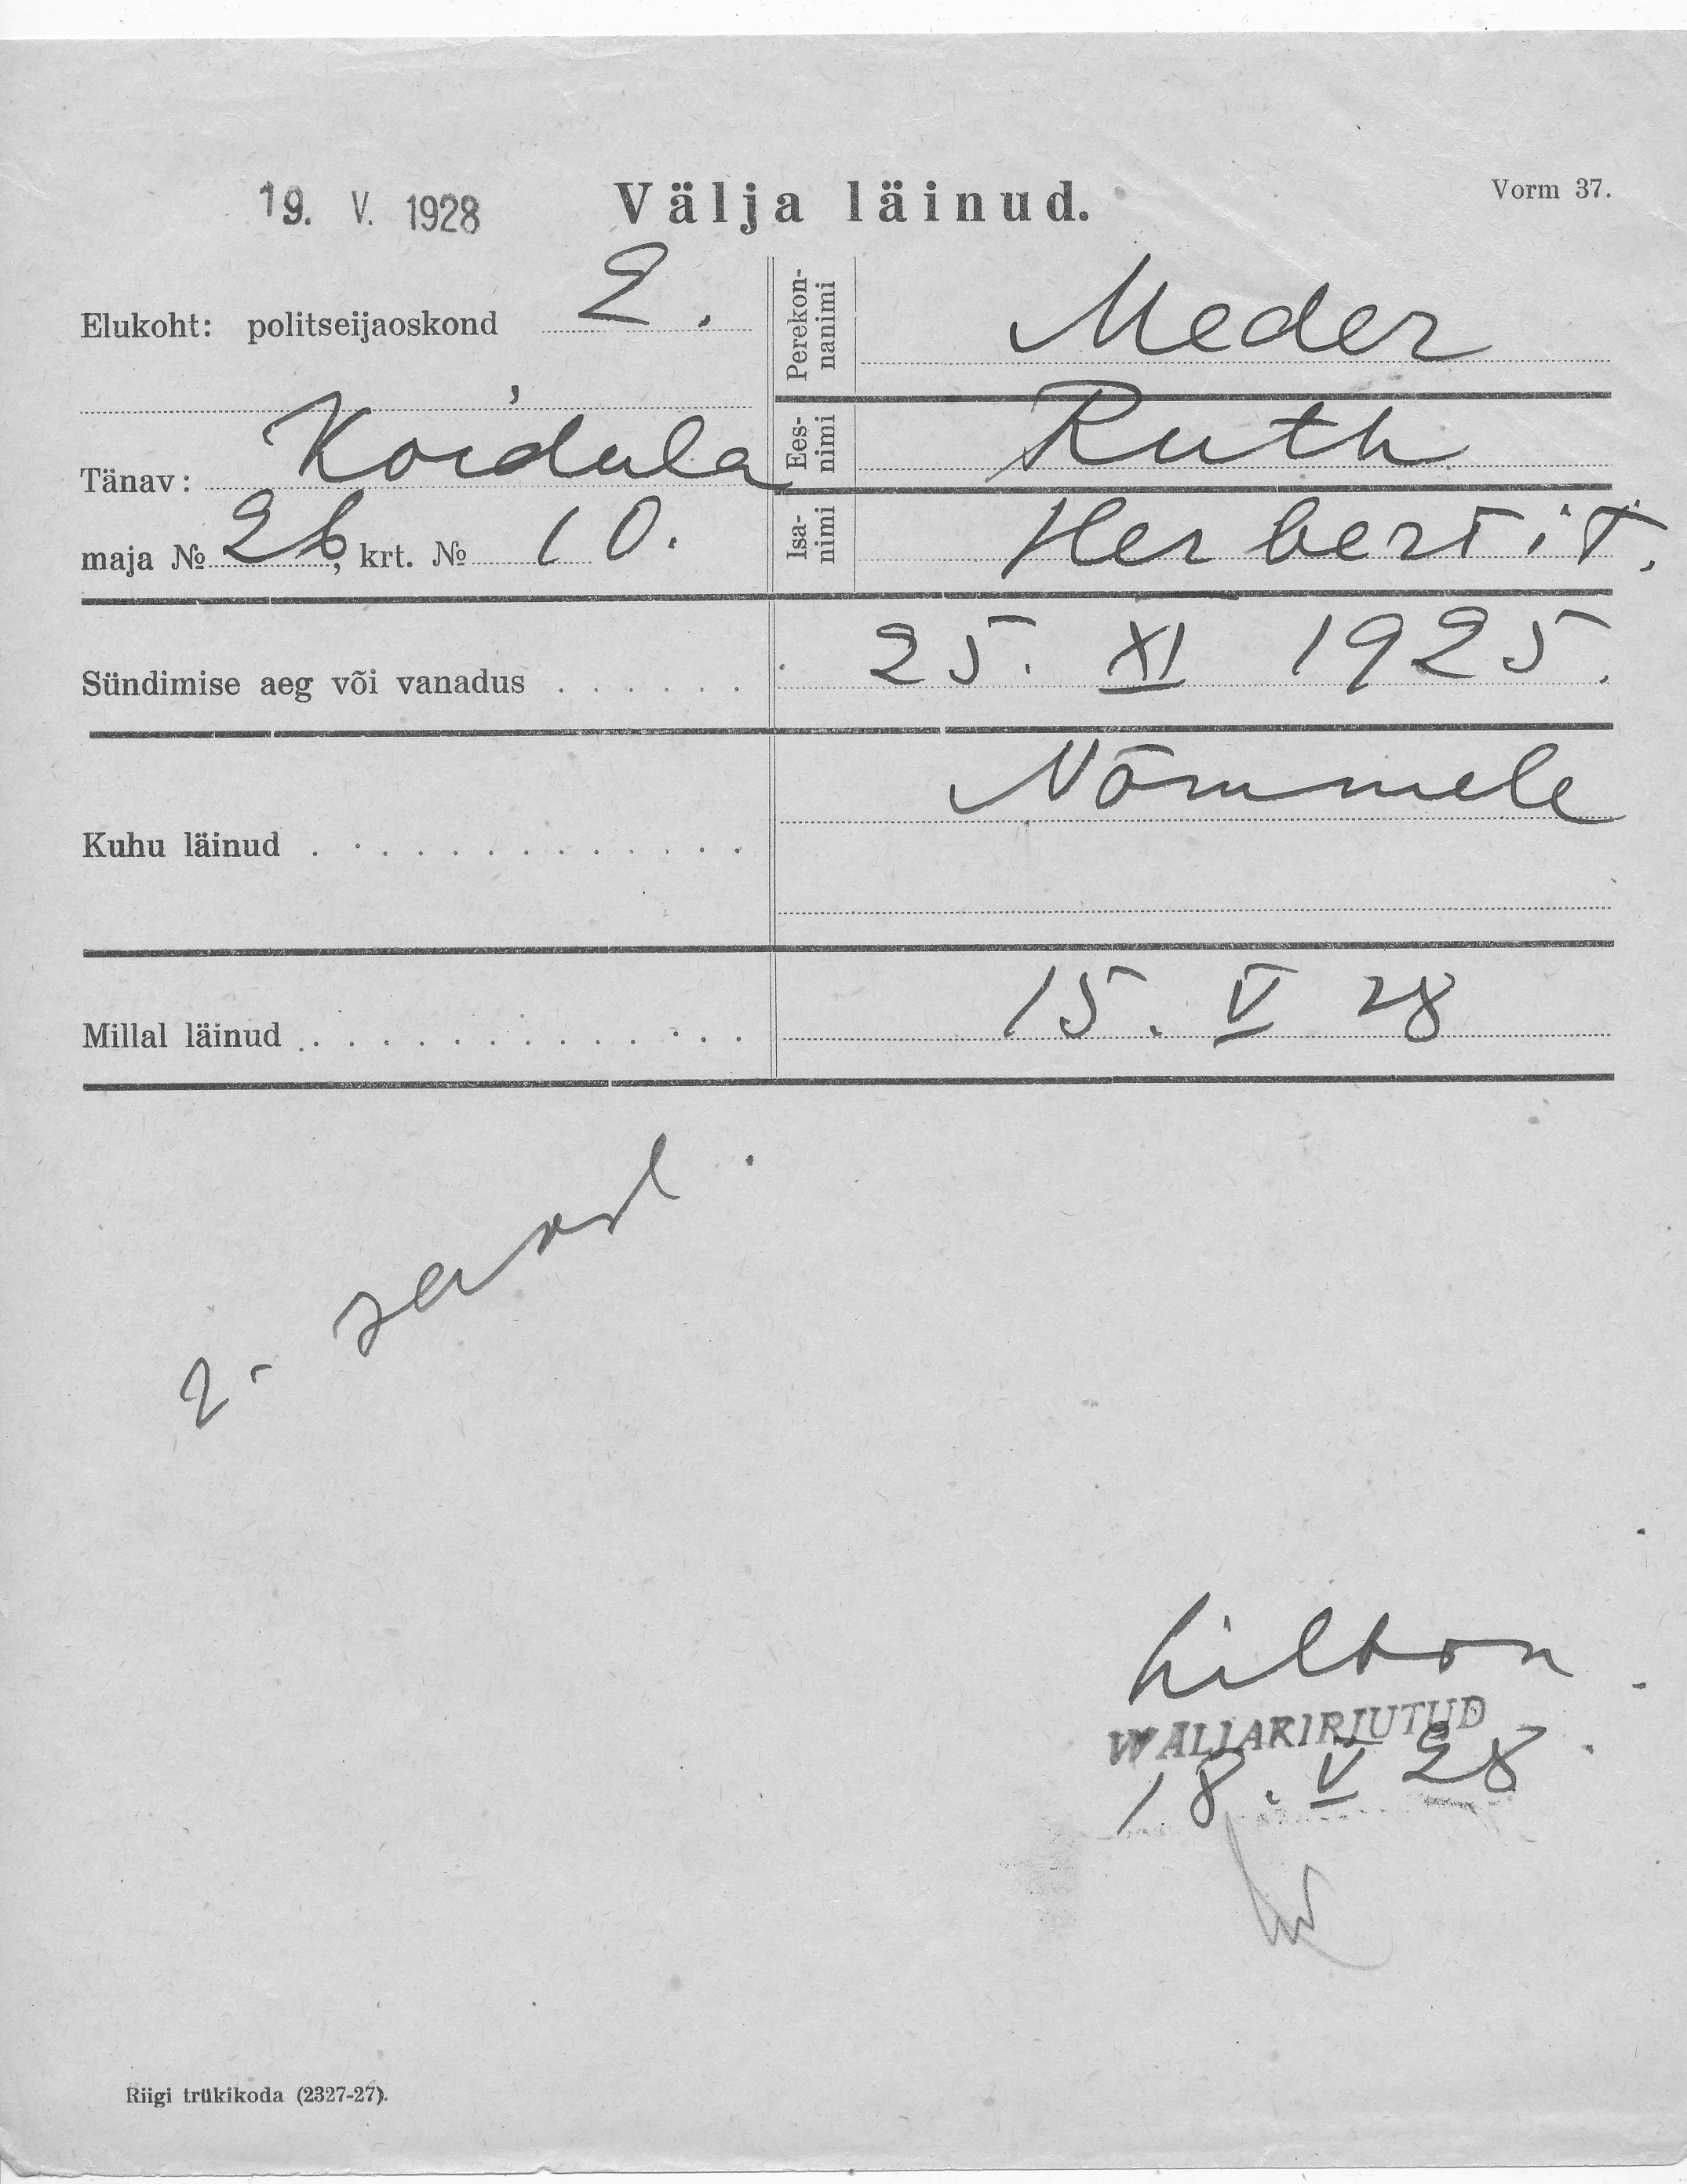 19. V. 1928
Välja läinud.
Vorm 37.
Elukoht: politseijaoskond 2.
Tänav: Koidula
maja № 26, krt. № 10.
Perekon-
nanimi
Meder
Ees-
nimi
Ruth
Isa-
nimi
Herbert i t.
Sündimise aeg või vanadus . . . . . . 25. XI 1925.
Kuhu läinud . . . . . . . . . . . . . Nõmmele
Millal läinud . . . . . . . . . . . . . 15. V 28
WÄLJAKIRJUTUD
18. V 28
Riigi trükikoda (2327-27).